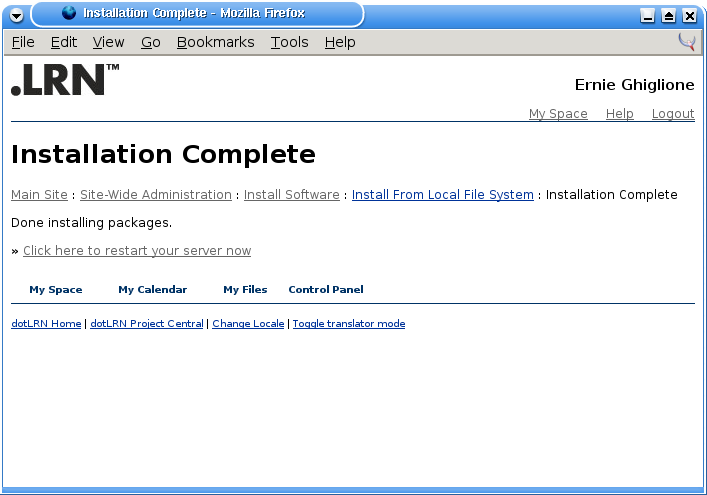 Installation Complete - Mozilla Firefox
File Edit View Go Bookmarks Tools Help
.LRN™
Ernie Ghiglione
My Space Help Logout
Installation Complete
Main Site : Site-Wide Administration : Install Software : Install From Local File System : Installation Complete
Done installing packages.
» Click here to restart your server now
My Space My Calendar My Files Control Panel
dotLRN Home | dotLRN Project Central | Change Locale | Toggle translator mode